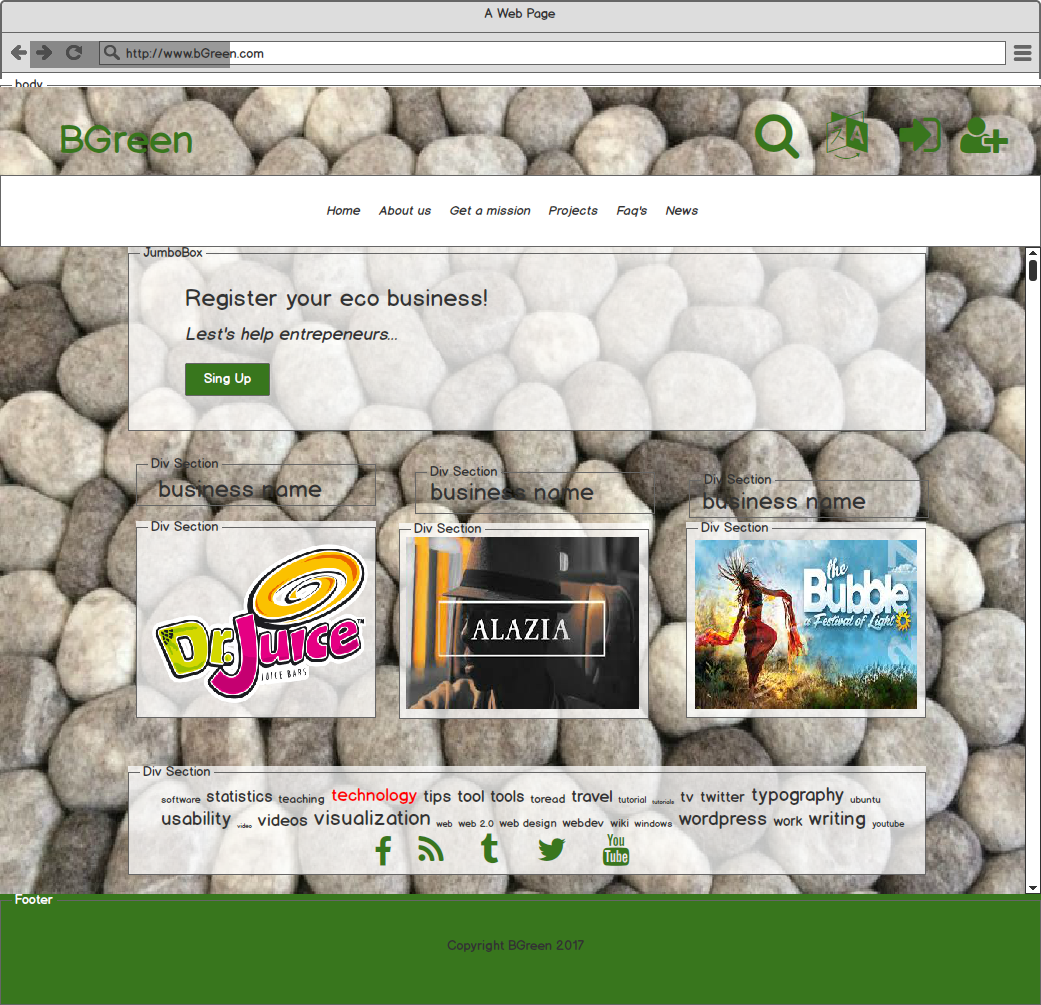 A Web Page
http://www.bGreen.com
body
BGreen
A
Home About us Get a mission Projects Faq's News
JumboBox
Register your eco business!
Lest's help entrepeneurs...
Sing Up
Div Section
business name
Div Section
business name
Div Section
business name
Div Section
Dr. Juice™
JUICE BARS
Div Section
ALAZIA
Div Section
the
Bubble
a Festival of Light
Div Section
software statistics teaching technology tips tool tools toread travel tutorial tutorials tv twitter typography ubuntu
usability video videos visualization web web 2.0 web design webdev wiki windows wordpress work writing youtube
You
Tube
Footer
Copyright BGreen 2017